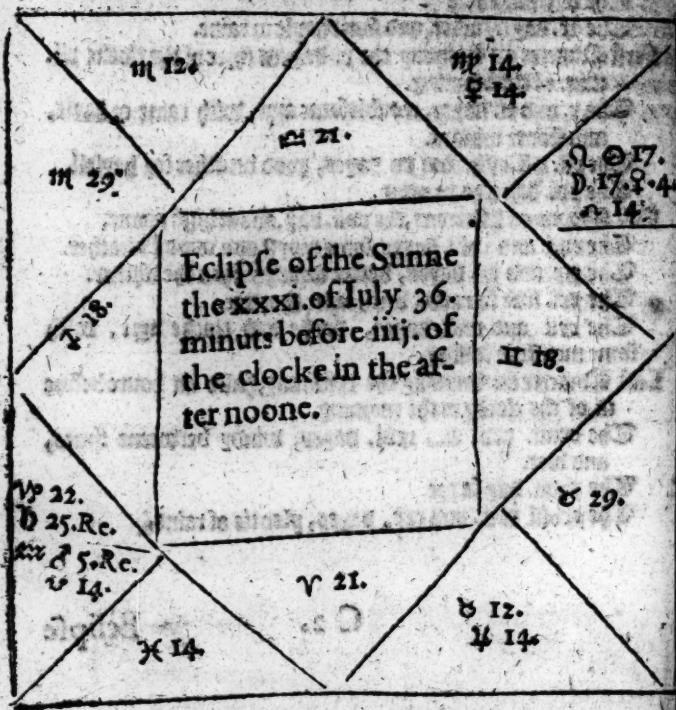 ♏ 12.
♍ 14.
☿ 14.
♎ 21.
♏ 29.
♌ ☉ 17.
☽ 17. ♀ . 4
☊ 14.
Eclipſe of the Sunne
the xxxi. of Iuly 36.
minuts before iiij. of
the clocke in the af-
ter noone.
♐ 18.
♊ 18.
♑ 22.
♄ 25. Re.
♒ ♂ 5. Re.
☋ 14.
♉ 29.
♈ 21.
♉ 12.
♃ 14.
♓ 14.